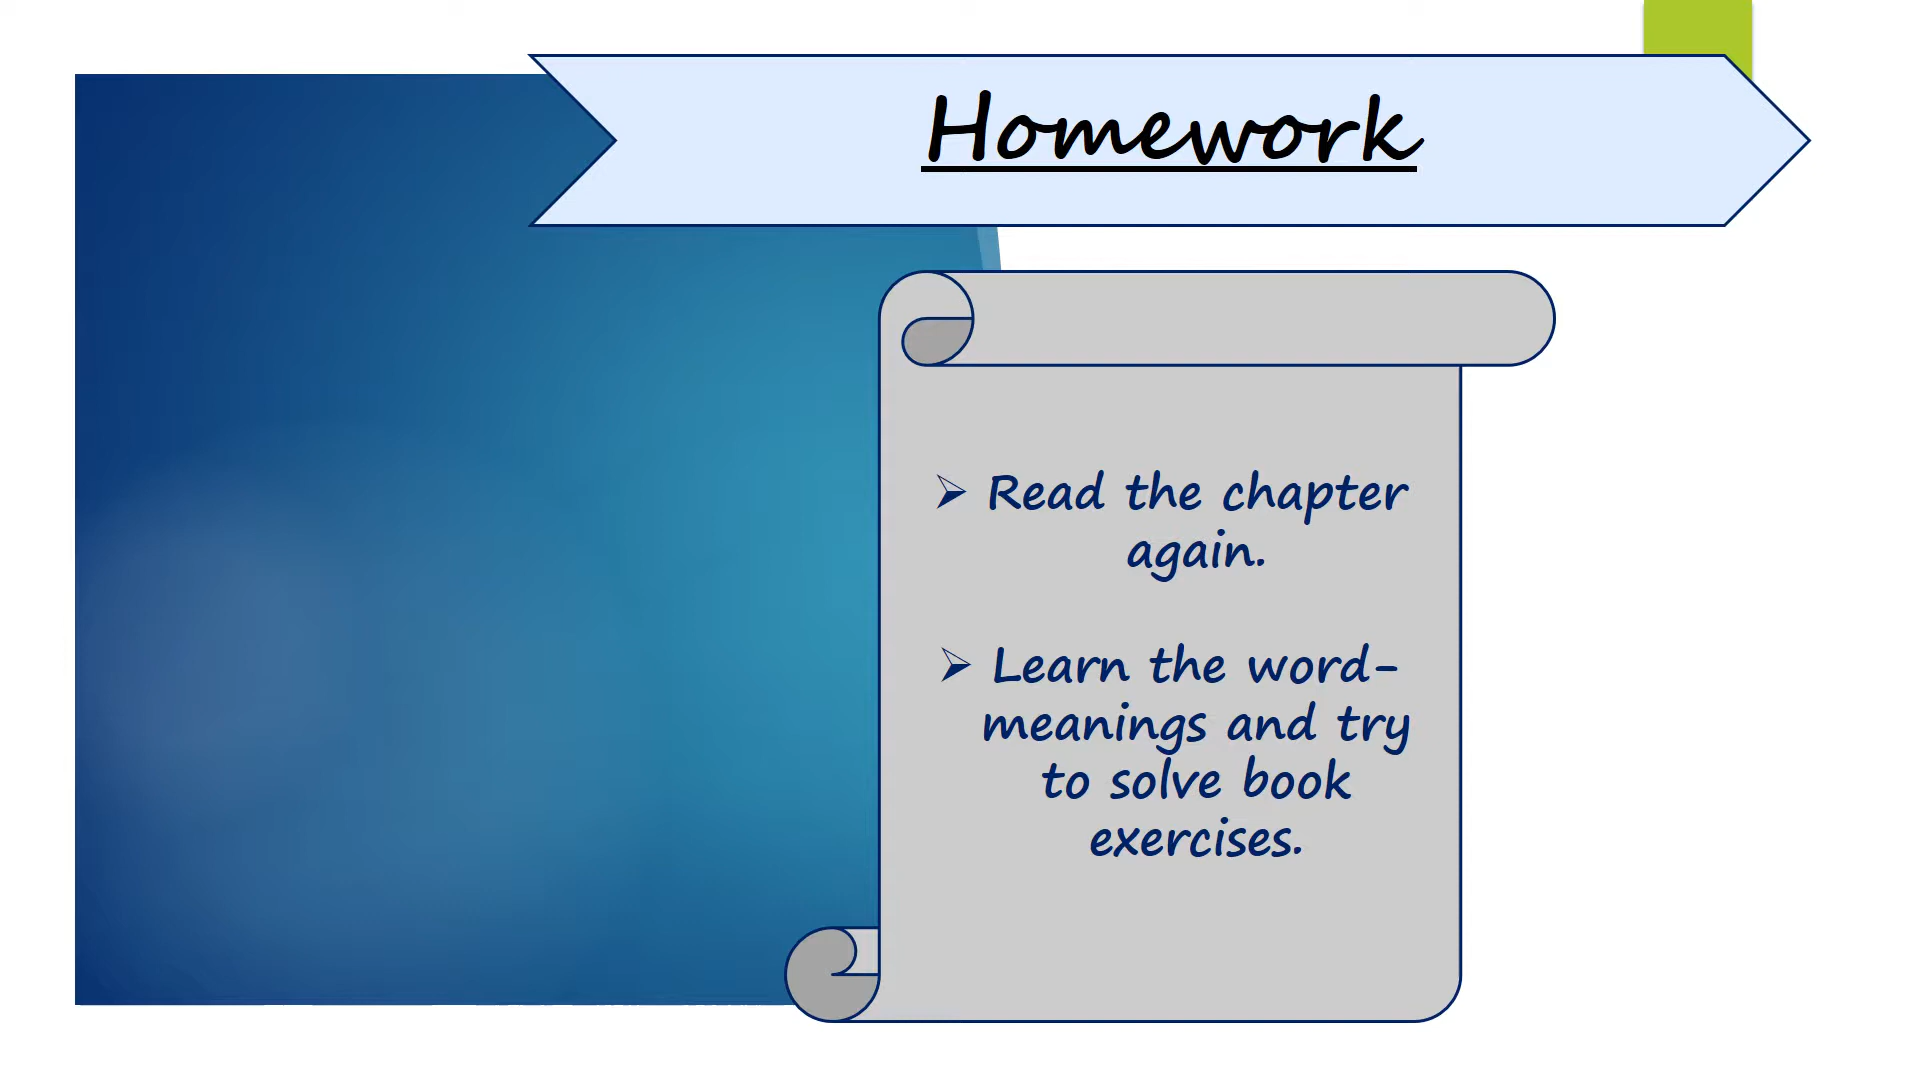 Homework
➢ Read the chapter
again.
➢ Learn the word-
meanings and try
to solve book
exercises.